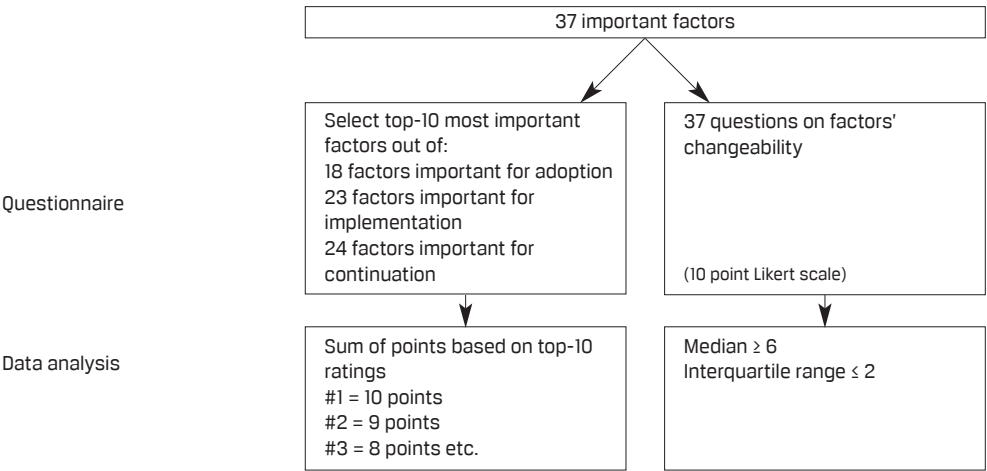 37 important factors
Questionnaire
Select top-10 most important
factors out of:
18 factors important for adoption
23 factors important for
implementation
24 factors important for
continuation
37 questions on factors'
changeability
(10 point Likert scale)
Data analysis
Sum of points based on top-10
ratings
#1 = 10 points
#2 = 9 points
#3 = 8 points etc.
Median ≥ 6
Interquartile range ≤ 2